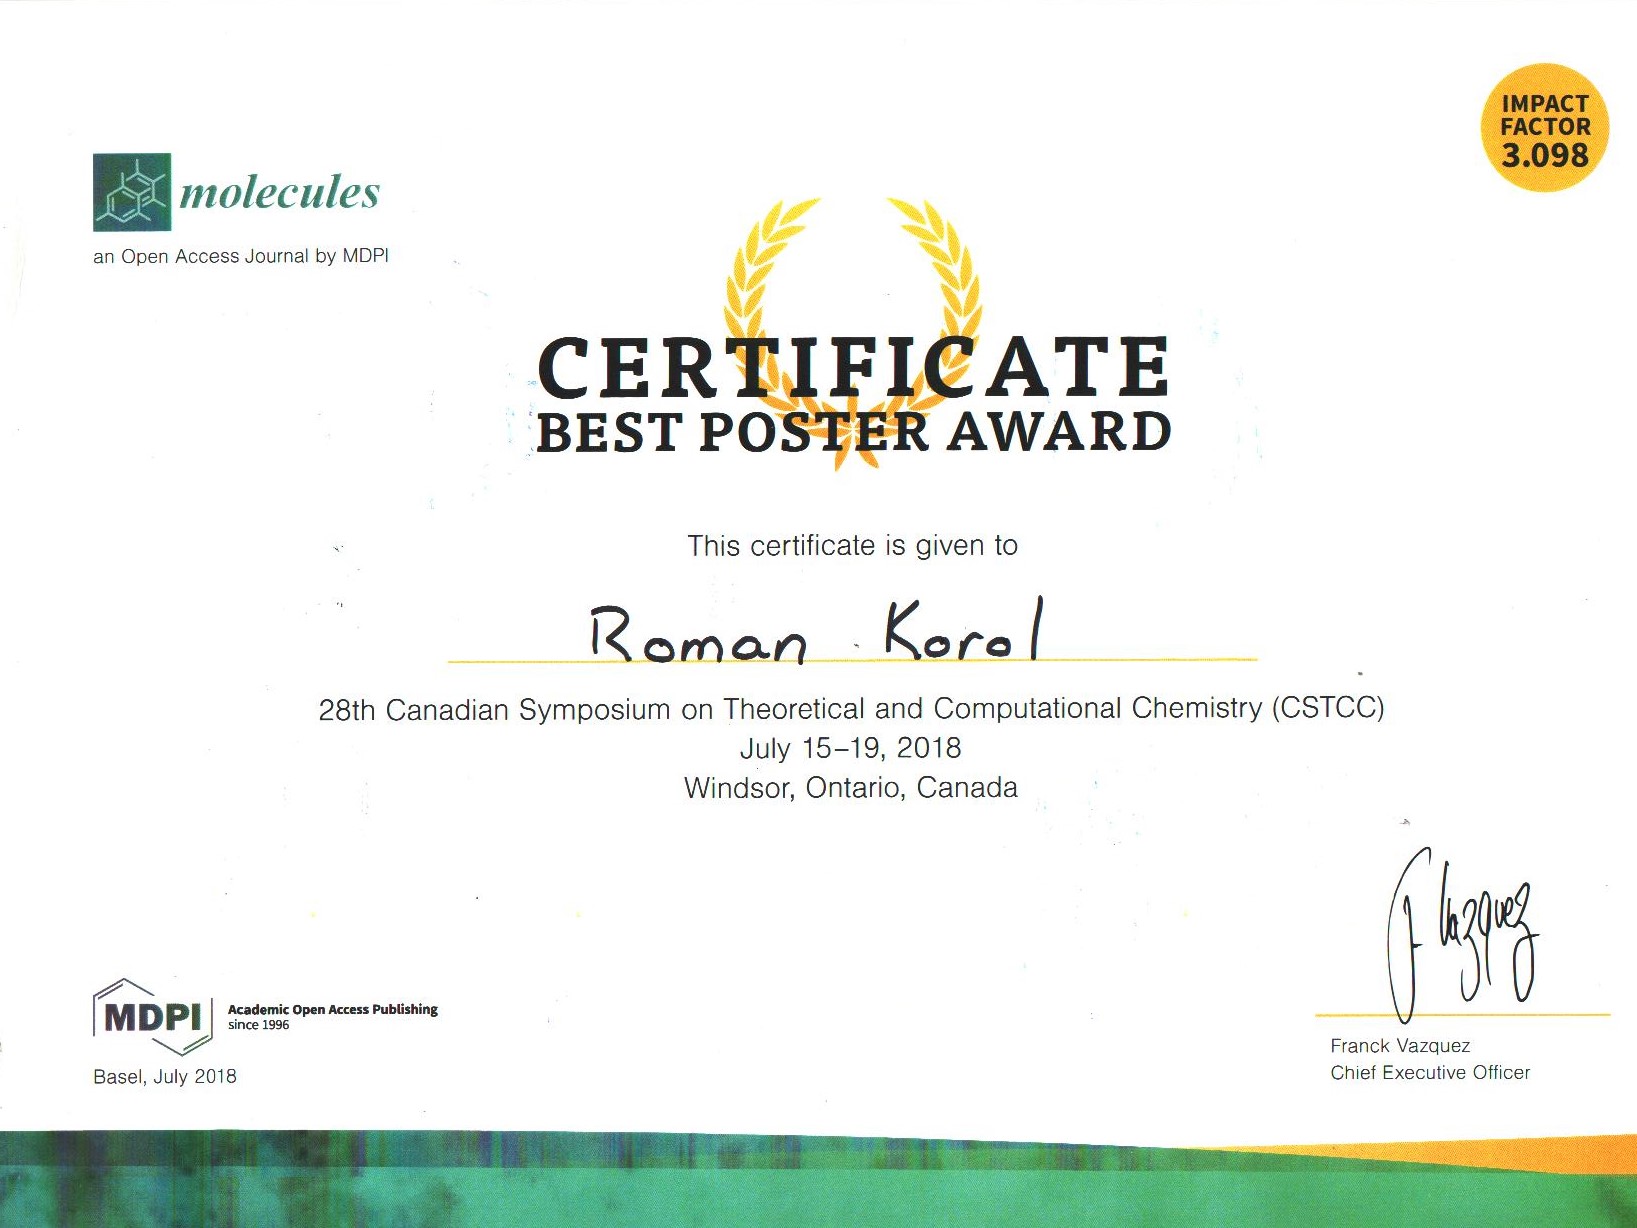 IMPACT
FACTOR
3.098
molecules
an Open Access Journal by MDPI
CERTIFICATE
BEST POSTER AWARD
This certificate is given to
Roman Korol
28th Canadian Symposium on Theoretical and Computational Chemistry (CSTCC)
July 15–19, 2018
Windsor, Ontario, Canada
F Vazquez
MDPI
Academic Open Access Publishing
since 1996
Basel, July 2018
Franck Vazquez
Chief Executive Officer